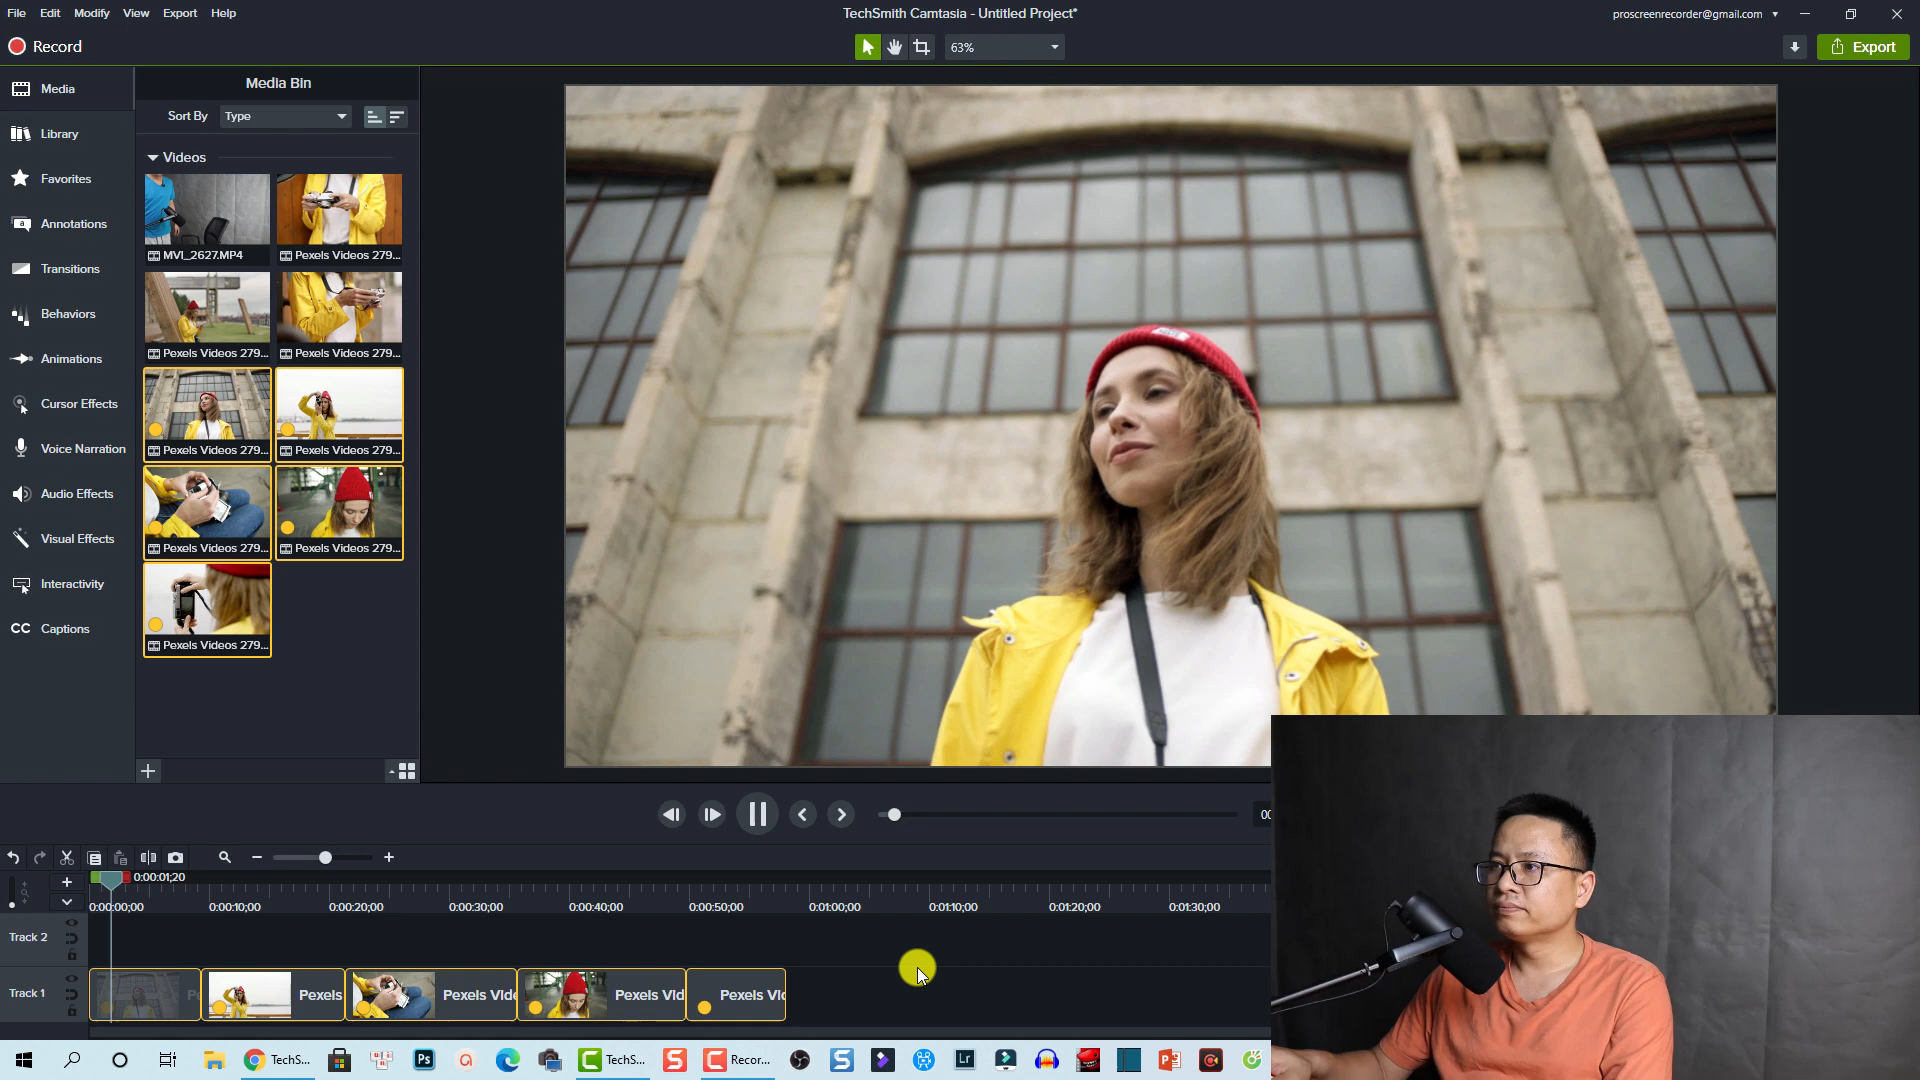 File Edit Modify View Export Help
TechSmith Camtasia - Untitled Project*
proscreenrecorder@gmail.com
Record
63%
Export
Media
Library
Favorites
Annotations
Transitions
Behaviors
Animations
Cursor Effects
Voice Narration
Audio Effects
Visual Effects
Interactivity
CC Captions
Media Bin
Sort By Type
Videos
MVI_2627.MP4 Pexels Videos 279...
Pexels Videos 279... Pexels Videos 279...
Pexels Videos 279... Pexels Videos 279...
Pexels Videos 279... Pexels Videos 279...
Pexels Videos 279...
00
0:00:01;20
0:00:00;00 0:00:10;00 0:00:20;00 0:00:30;00 0:00:40;00 0:00:50;00 0:01:00;00 0:01:10;00 0:01:20;00 0:01:30;00
Track 2
Track 1
Pexels Pexels Vide Pexels Vid Pexels Vic
TechS... Ps TechS... Recor... Lr